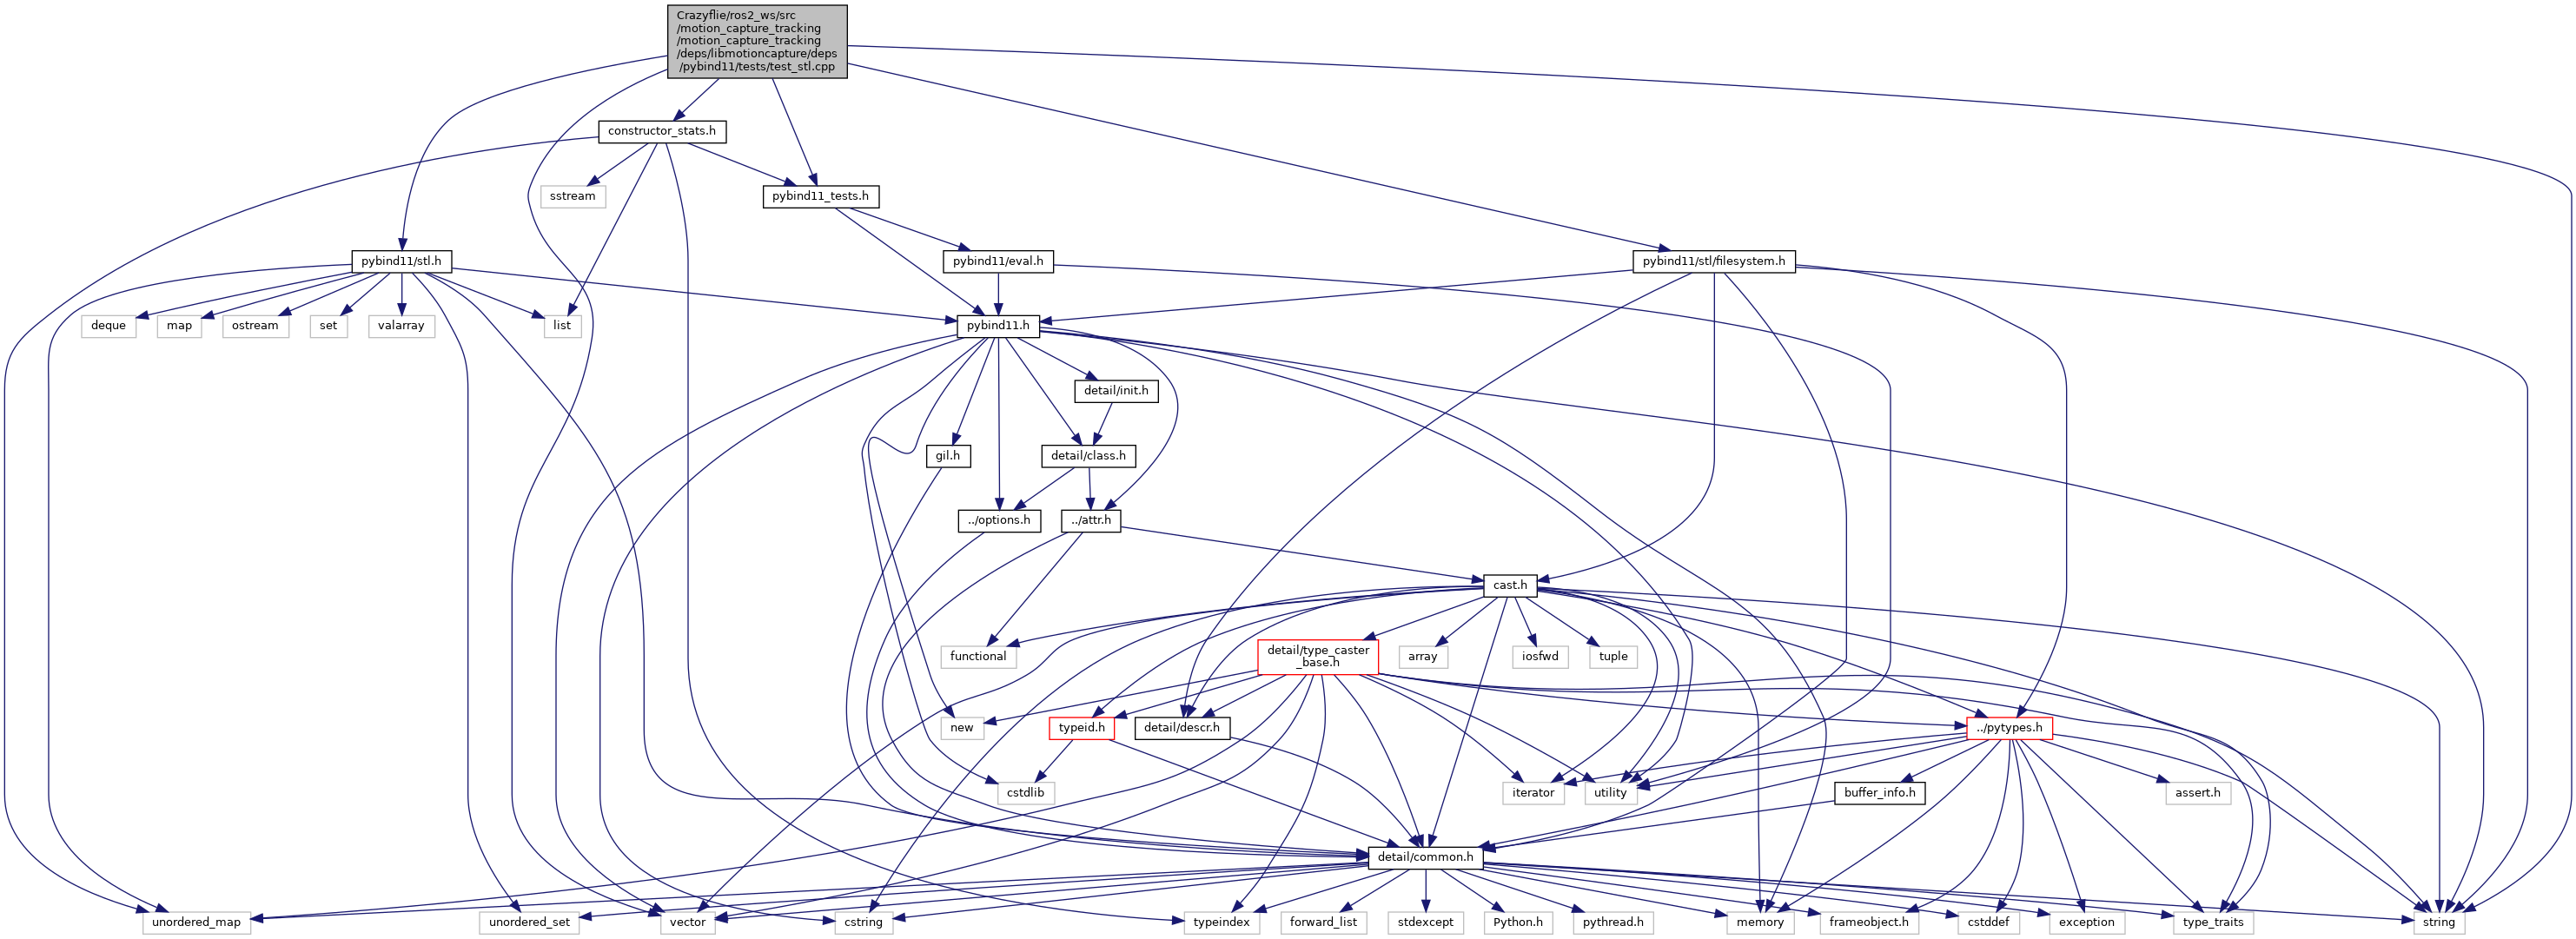 Crazyflie/ros2_ws/src
/motion_capture_tracking
/motion_capture_tracking
/deps/libmotioncapture/deps
/pybind11/tests/test_stl.cpp
constructor_stats.h
sstream
pybind11_tests.h
pybind11/stl.h
pybind11/eval.h
pybind11/stl/filesystem.h
deque
map
ostream
set
valarray
list
pybind11.h
detail/init.h
gil.h
detail/class.h
../options.h
../attr.h
cast.h
functional
detail/type_caster
_base.h
array
iosfwd
tuple
new
typeid.h
detail/descr.h
../pytypes.h
cstdlib
iterator
utility
buffer_info.h
assert.h
detail/common.h
unordered_map
unordered_set
vector
cstring
typeindex
forward_list
stdexcept
Python.h
pythread.h
memory
frameobject.h
cstddef
exception
type_traits
string